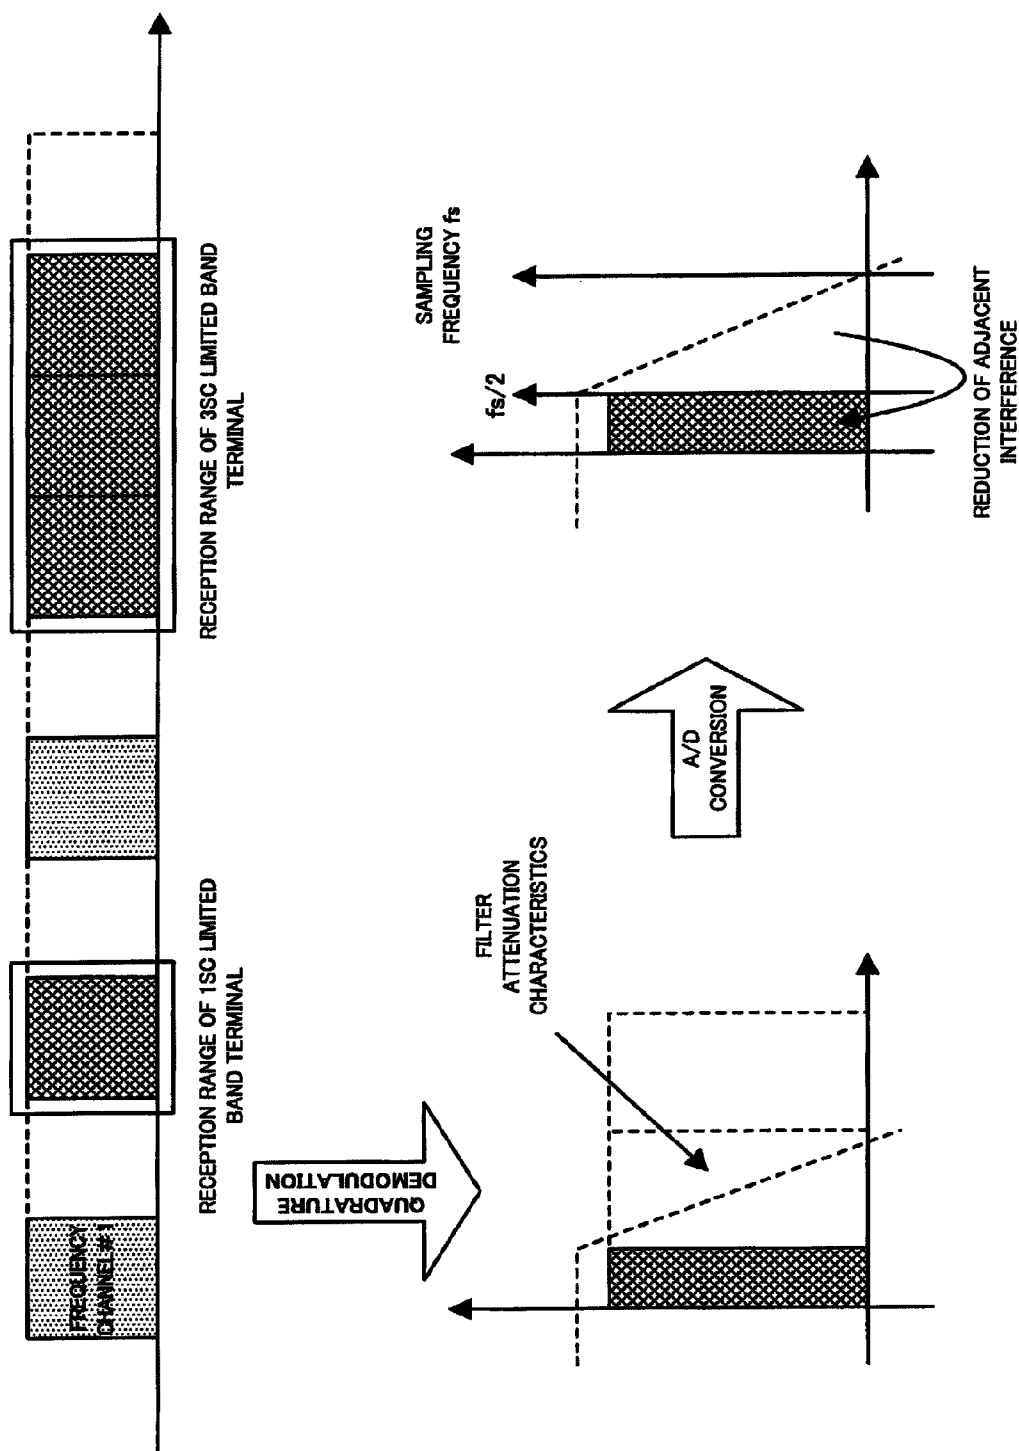 FREQUENCY
CHANNEL#1
RECEPTION RANGE OF 1SC LIMITED
BAND TERMINAL
RECEPTION RANGE OF 3SC LIMITED BAND
TERMINAL
QUADRATURE
DEMODULATION
FILTER
ATTENUATION
CHARACTERISTICS
A/D
CONVERSION
SAMPLING
FREQUENCY fs
fs/2
REDUCTION OF ADJACENT
INTERFERENCE